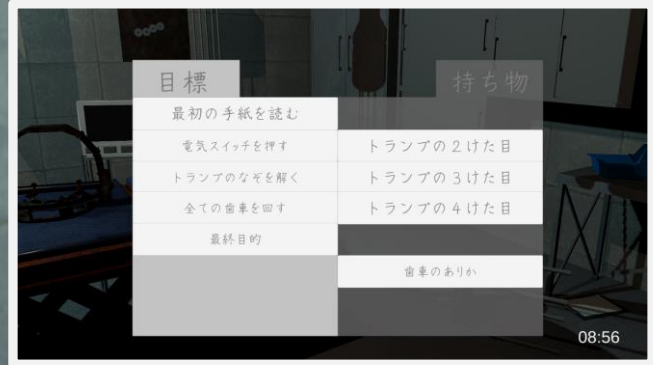 目標
持ち物
最初の手紙を読む
電気スイッチを押す
トランプの2けた目
トランプのなぞを解く
トランプの3けた目
全ての歯車を回す
トランプの4けた目
最終目的
歯車のありか
08:56